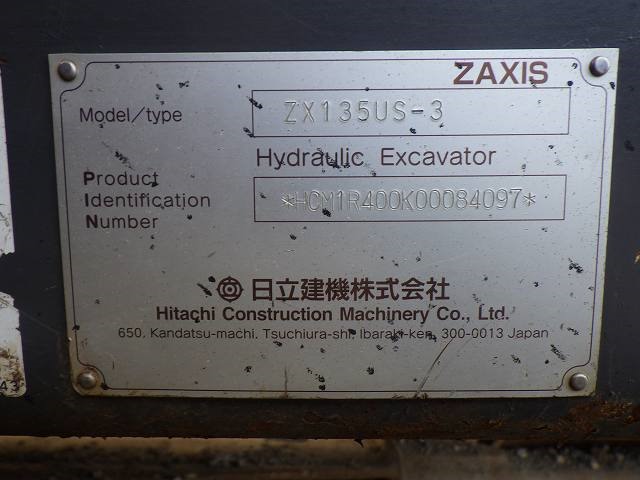 ZAXIS
Model/type ZX135US-3
Hydraulic Excavator
Product
Identification *HCM1R400K00084097*
Number
日立建機株式会社
Hitachi Construction Machinery Co., Ltd.
650, Kandatsu-machi, Tsuchiura-shi, Ibaraki-ken, 300-0013 Japan
43